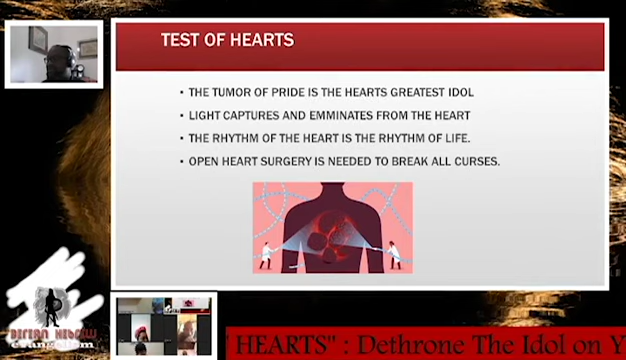 TEST OF HEARTS
• THE TUMOR OF PRIDE IS THE HEARTS GREATEST IDOL
• LIGHT CAPTURES AND EMMINATES FROM THE HEART
• THE RHYTHM OF THE HEART IS THE RHYTHM OF LIFE.
• OPEN HEART SURGERY IS NEEDED TO BREAK ALL CURSES.
HEARTS" : Dethrone The Idol on Y